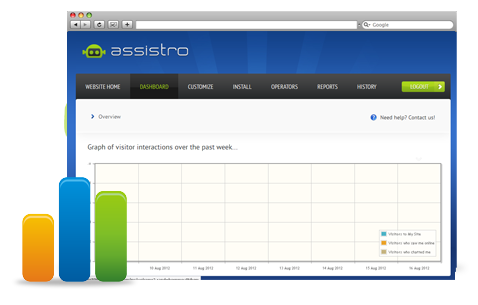 Google
assistro
WEBSITE HOME DASHBOARD CUSTOMIZE INSTALL OPERATORS REPORTS HISTORY LOGOUT
Overview Need help? Contact us!
Graph of visitor interactions over the past week...
Visitors to My Site
Visitors who saw me online
Visitors who chatted me
10 Aug 2012 11 Aug 2012 12 Aug 2012 13 Aug 2012 14 Aug 2012 15 Aug 2012 16 Aug 2012